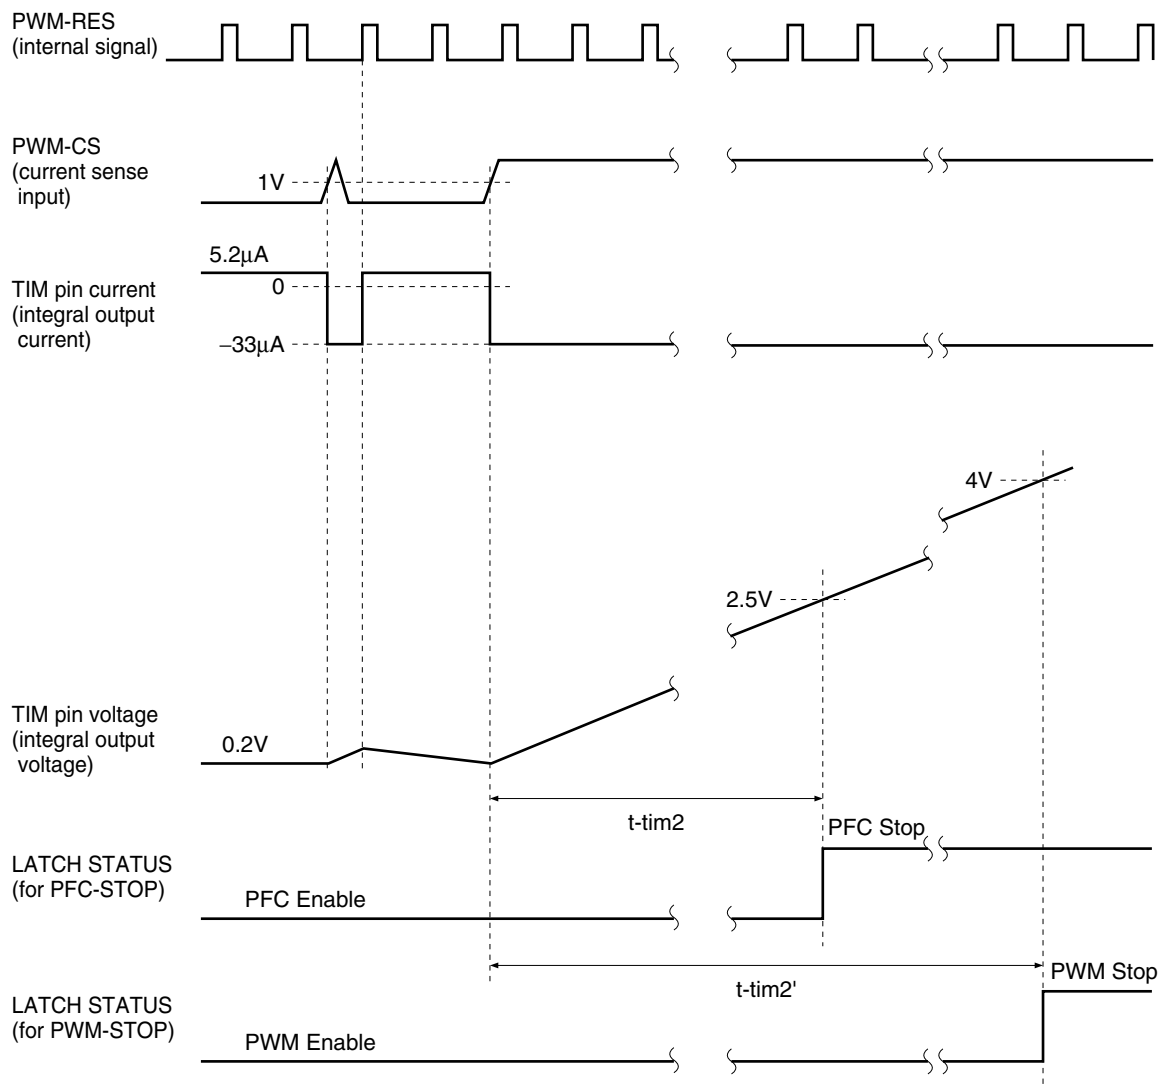 PWM-RES
(internal signal)
PWM-CS
(current sense
input)
1V
5.2μA
TIM pin current
(integral output
current)
0
−33μA
4V
2.5V
TIM pin voltage
(integral output
voltage)
0.2V
t-tim2
PFC Stop
LATCH STATUS
(for PFC-STOP)
PFC Enable
t-tim2'
PWM Stop
LATCH STATUS
(for PWM-STOP)
PWM Enable